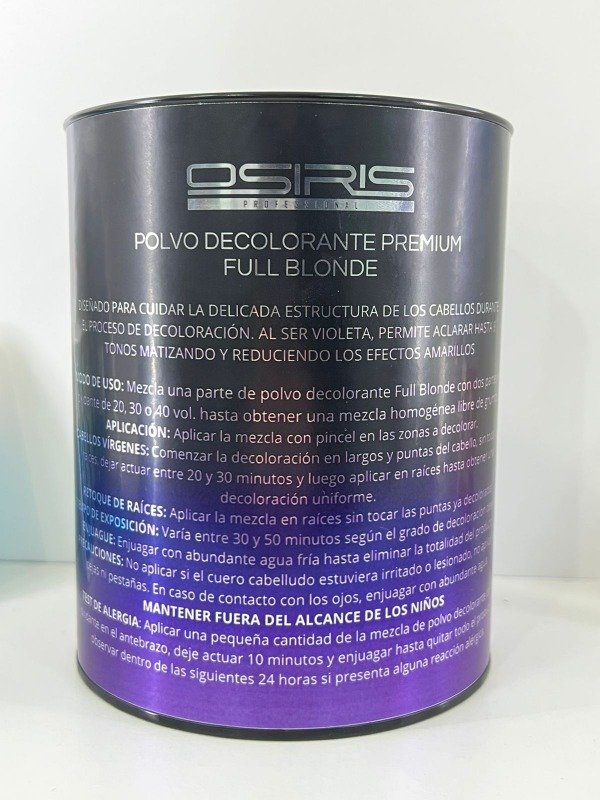 OSIRIS
PROFESSIONAL
POLVO DECOLORANTE PREMIUM
FULL BLONDE
DISEÑADO PARA CUIDAR LA DELICADA ESTRUCTURA DE LOS CABELLOS DURANTE
EL PROCESO DE DECOLORACIÓN. AL SER VIOLETA, PERMITE ACLARAR HASTA
TONOS MATIZANDO Y REDUCIENDO LOS EFECTOS AMARILLOS
DE USO: Mezcla una parte de polvo decolorante Full Blonde con dos
de 20, 30 o 40 vol. hasta obtener una mezcla homogénea libre de
APLICACIÓN: Aplicar la mezcla con pincel en las zonas a decolorar.
CABELLOS VÍRGENES: Comenzar la decoloración en largos y puntas del cabello, sin
dejar actuar entre 20 y 30 minutos y luego aplicar en raíces hasta obtener
decoloración uniforme.
RETOQUE DE RAÍCES: Aplicar la mezcla en raíces sin tocar las puntas ya
DE EXPOSICIÓN: Varía entre 30 y 50 minutos según el grado de decoloración
ENJUAGUE: Enjuagar con abundante agua fría hasta eliminar la totalidad del
No aplicar si el cuero cabelludo estuviera irritado o lesionado,
ni pestañas. En caso de contacto con los ojos, enjuagar con abundante agua
MANTENER FUERA DEL ALCANCE DE LOS NIÑOS
TEST DE ALERGIA: Aplicar una pequeña cantidad de la mezcla de polvo decolorante
en el antebrazo, deje actuar 10 minutos y enjuagar hasta quitar todo el
observar dentro de las siguientes 24 horas si presenta alguna reacción